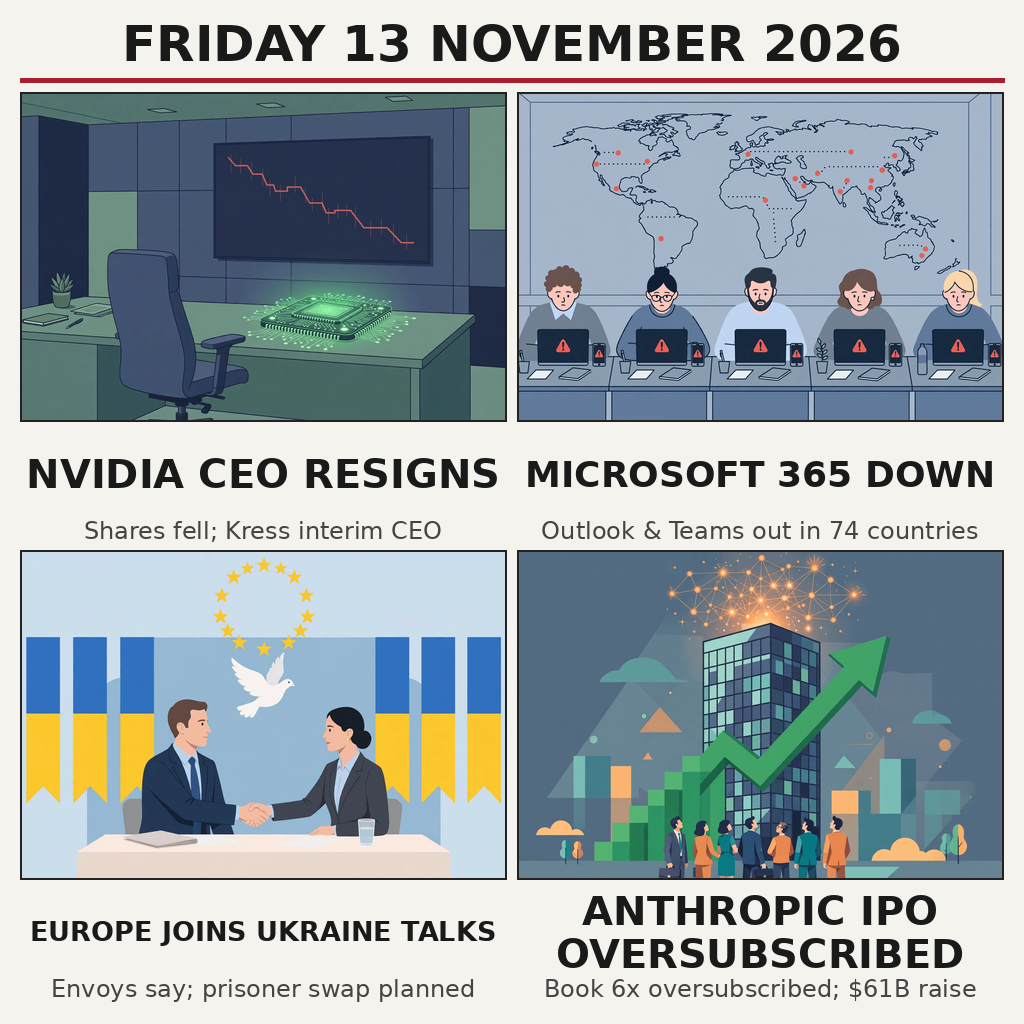 FRIDAY 13 NOVEMBER 2026
NVIDIA CEO RESIGNS
Shares fell; Kress interim CEO
MICROSOFT 365 DOWN
Outlook & Teams out in 74 countries
EUROPE JOINS UKRAINE TALKS
Envoys say; prisoner swap planned
ANTHROPIC IPO
OVERSUBSCRIBED
Book 6x oversubscribed; $61B raise